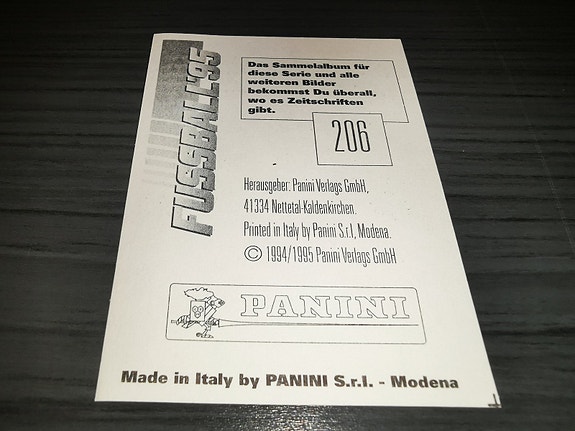 FUSSBALL'95
Das Sammelalbum für
diese Serie und alle
weiteren Bilder
bekommst Du überall,
wo es Zeitschriften
gibt.
206
Herausgeber: Panini Verlags GmbH,
41334 Nettetal-Kaldenkirchen.
Printed in Italy by Panini S.r.l, Modena.
© 1994/1995 Panini Verlags GmbH
PANINI
Made in Italy by PANINI S.r.l. - Modena